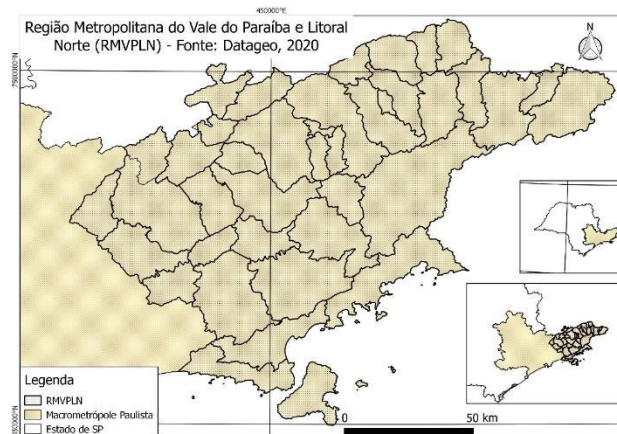 450000°E
Região Metropolitana do Vale do Paraíba e Litoral
Norte (RMVPLN) - Fonte: Datageo, 2020
N
Legenda
RMVPLN
Macrometrópole Paulista
Estado de SP
0 50 km